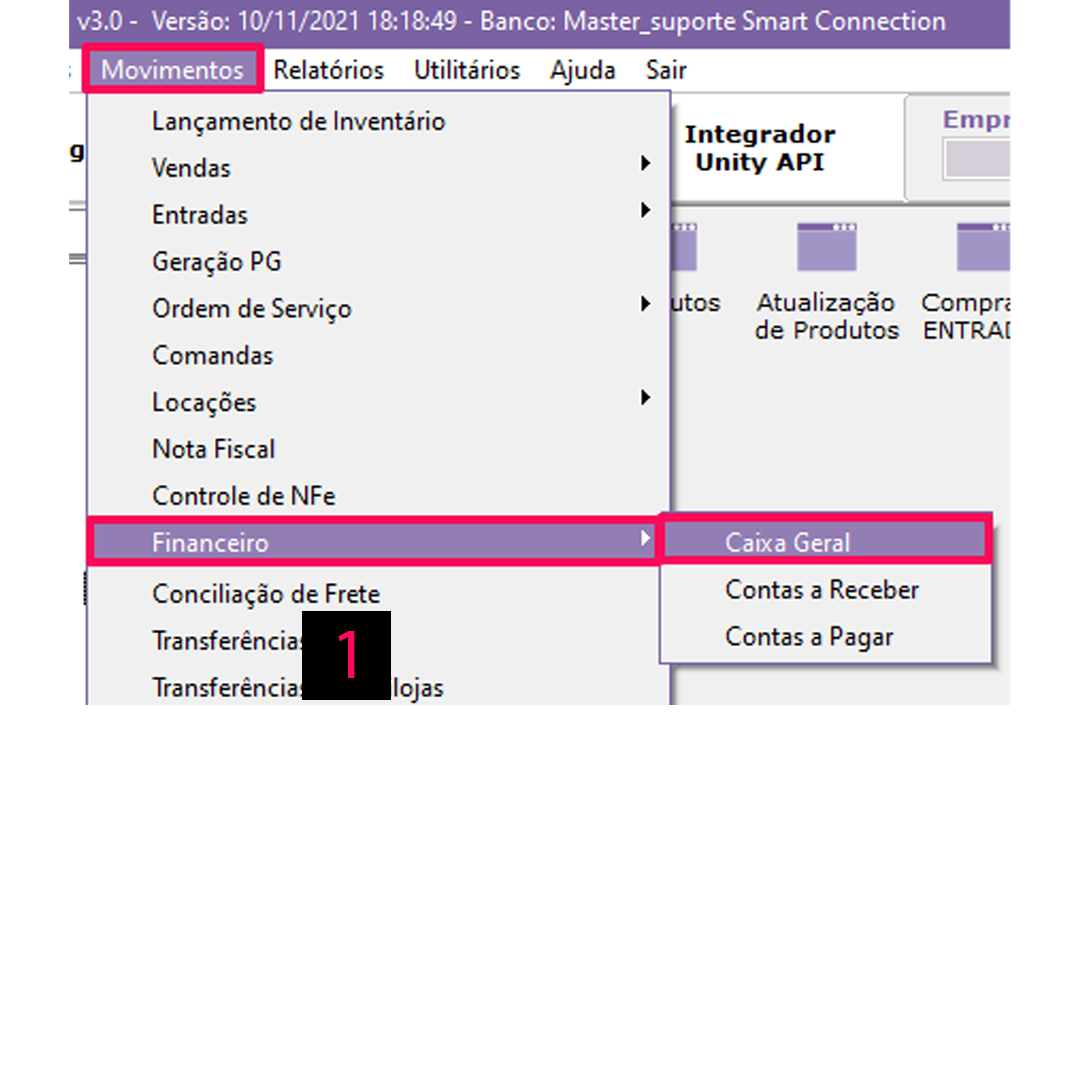 v3.0 - Versão: 10/11/2021 18:18:49 - Banco: Master_suporte Smart Connection
Movimentos Relatórios Utilitários Ajuda Sair
Lançamento de Inventário
Vendas
Entradas
Geração PG
Ordem de Serviço
Comandas
Locações
Nota Fiscal
Controle de NFe
Financeiro
Conciliação de Frete
Transferências
Transferências lojas
1
Caixa Geral
Contas a Receber
Contas a Pagar
Integrador
Unity API
Empr
utos
Atualização
de Produtos
Compra
ENTRAD